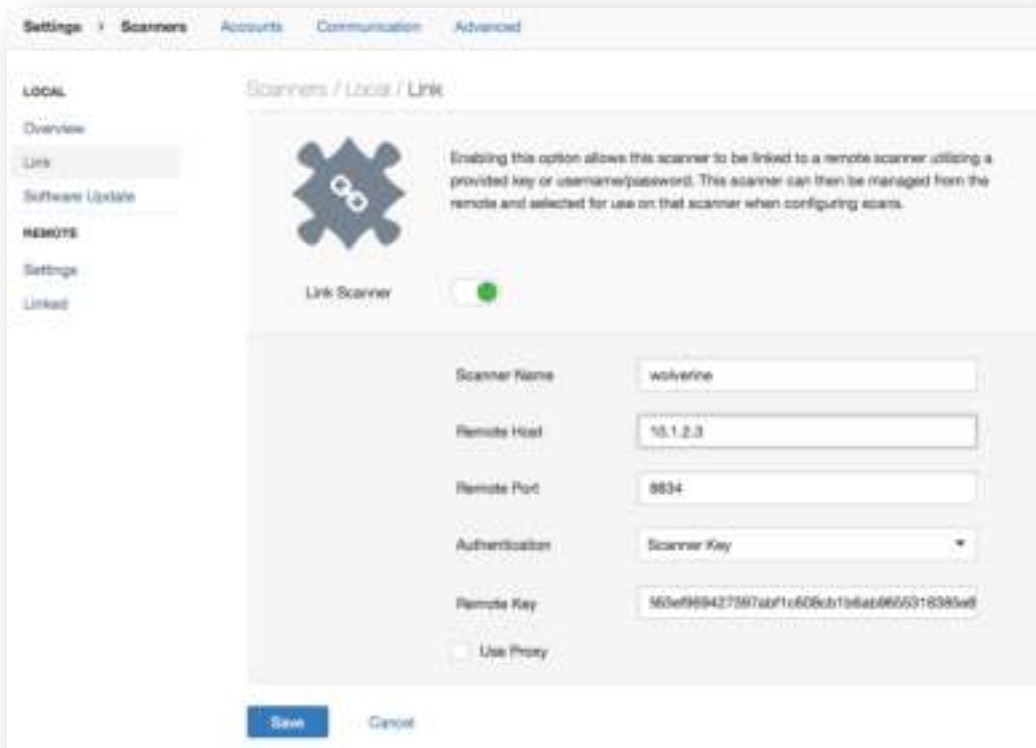 Settings > Scanners Accounts Communication Advanced
LOCAL
Overview
Link
Software Update
REMOTE
Settings
Linked
Scanners / Local / Link
Enabling this option allows this scanner to be linked to a remote scanner utilizing a
provided key or username/password. This scanner can then be managed from the
remote and selected for use on that scanner when configuring scans.
Link Scanner
Scanner Name wolverine
Remote Host 10.1.2.3
Remote Port 8834
Authentication Scanner Key
Remote Key
Use Proxy
Save Cancel